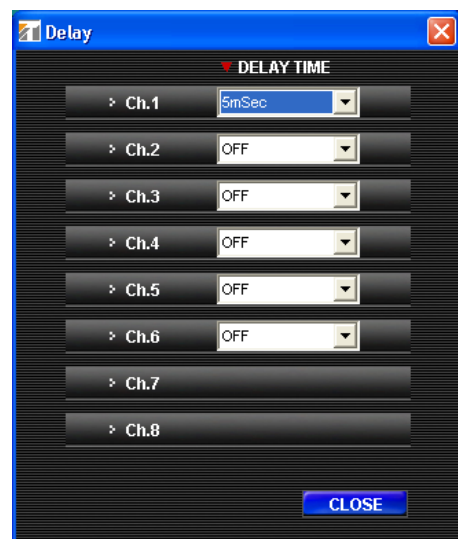 Delay
▼ DELAY TIME
Ch.1 5mSec
Ch.2 OFF
Ch.3 OFF
Ch.4 OFF
Ch.5 OFF
Ch.6 OFF
Ch.7
Ch.8
CLOSE